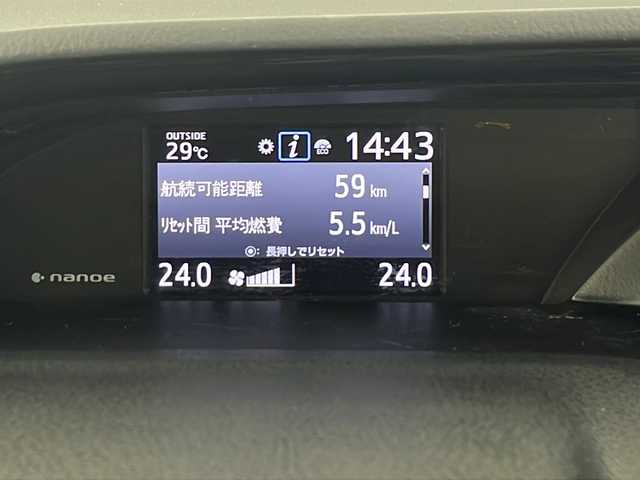 OUTSIDE
29℃ i ECO 14:43
航続可能距離 59 km
リセット間 平均燃費 5.5 km/L
⦿: 長押しでリセット
24.0 24.0
nanoe